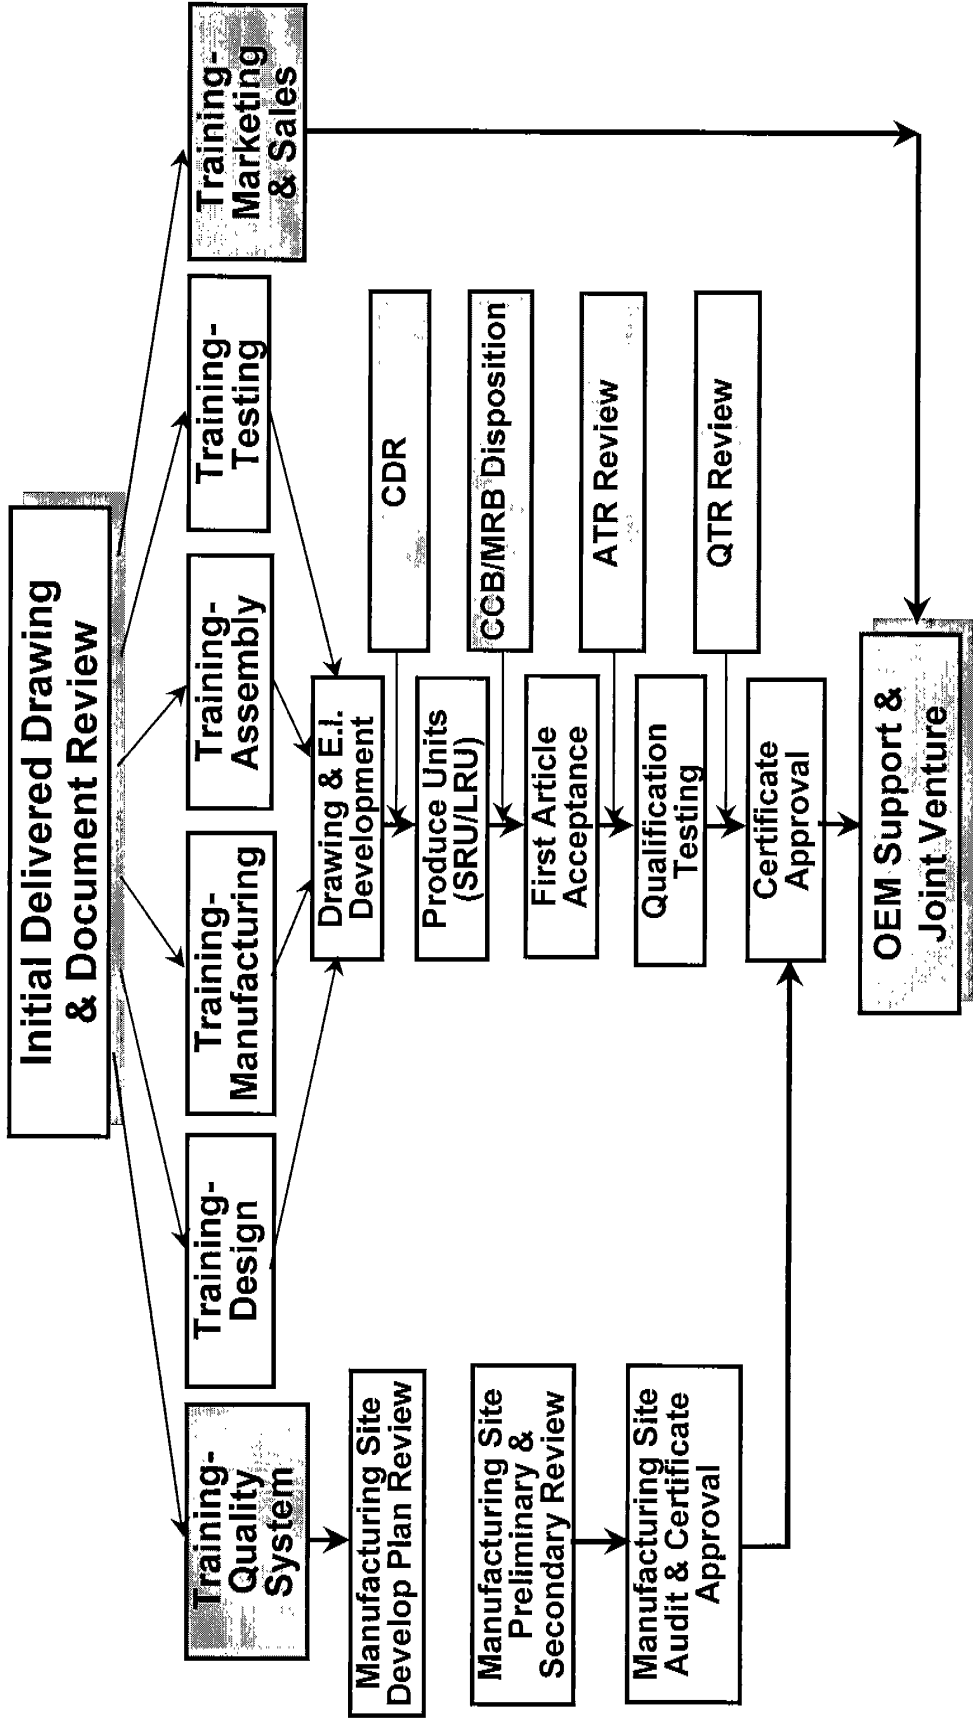 Initial Delivered Drawing
& Document Review
Training-
Quality
System
Training-
Design
Training-
Manufacturing
Training-
Assembly
Training-
Testing
Training-
Marketing
& Sales
Manufacturing Site
Develop Plan Review
Manufacturing Site
Preliminary &
Secondary Review
Manufacturing Site
Audit & Certificate
Approval
Drawing & E.I.
Development
Produce Units
(SRU/LRU)
First Article
Acceptance
Qualification
Testing
Certificate
Approval
CDR
CCB/MRB Disposition
ATR Review
QTR Review
OEM Support &
Joint Venture